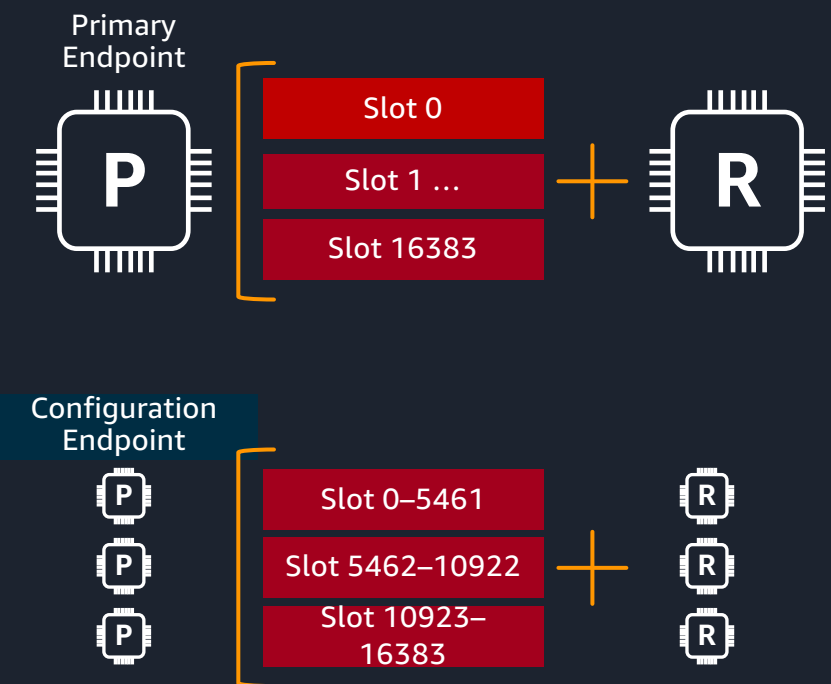 Primary
Endpoint
P
Slot 0
Slot 1 …
Slot 16383
R
Configuration
Endpoint
P
Slot 0–5461
R
P
Slot 5462–10922
R
P
Slot 10923–
16383
R